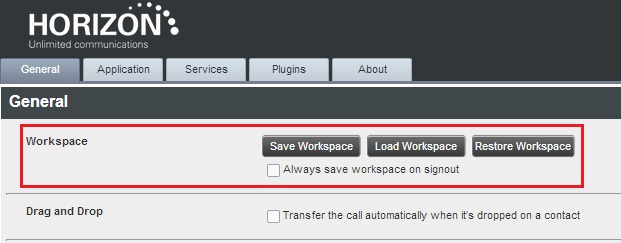 HORIZON
Unlimited communications
General Application Services Plugins About
General
Workspace Save Workspace Load Workspace Restore Workspace
Always save workspace on signout
Drag and Drop Transfer the call automatically when it's dropped on a contact